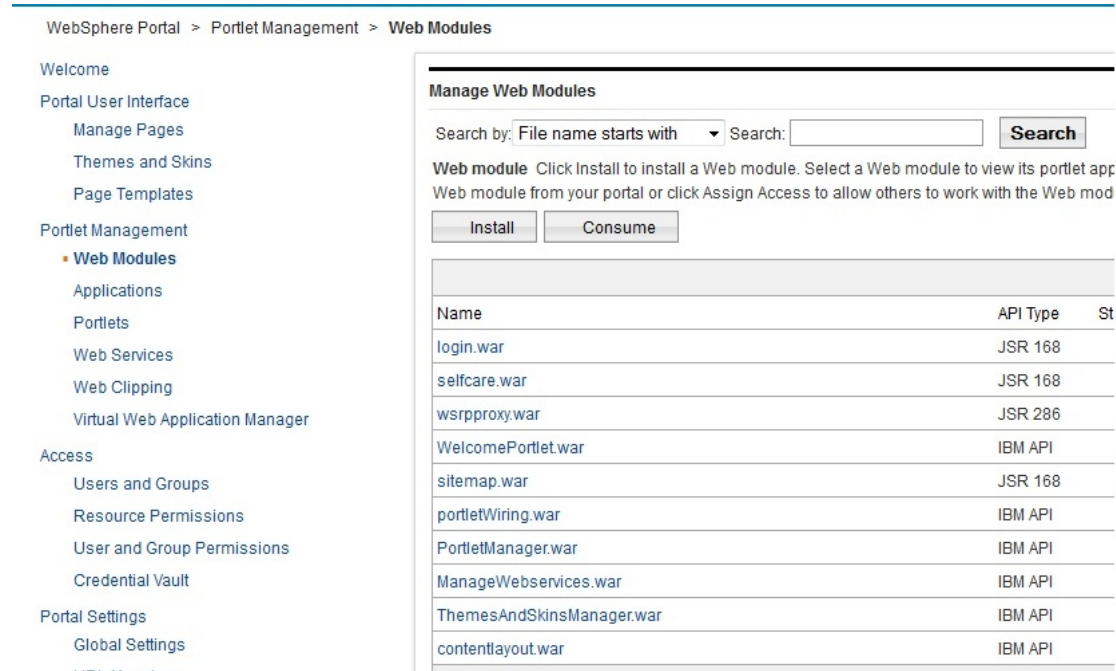 WebSphere Portal > Portlet Management > Web Modules
Welcome
Portal User Interface
Manage Pages
Themes and Skins
Page Templates
Portlet Management
Web Modules
Applications
Portlets
Web Services
Web Clipping
Virtual Web Application Manager
Access
Users and Groups
Resource Permissions
User and Group Permissions
Credential Vault
Portal Settings
Global Settings
Manage Web Modules
Search by: File name starts with Search: Search
Web module Click Install to install a Web module. Select a Web module to view its portlet app
Web module from your portal or click Assign Access to allow others to work with the Web mod
Install Consume
Name API Type St
login.war JSR 168
selfcare.war JSR 168
wsrpproxy.war JSR 286
WelcomePortlet.war IBM API
sitemap.war JSR 168
portletWiring.war IBM API
PortletManager.war IBM API
ManageWebservices.war IBM API
ThemesAndSkinsManager.war IBM API
contentlayout.war IBM API